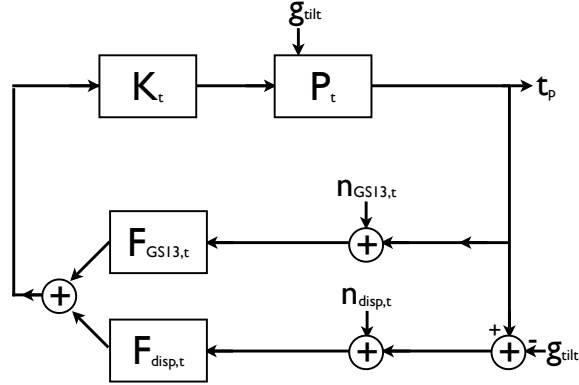 g_tilt
K_t
P_t
t_p
n_GS13,t
F_GS13,t
+
+
n_disp,t
+
F_disp,t
+
+
-
g_tilt